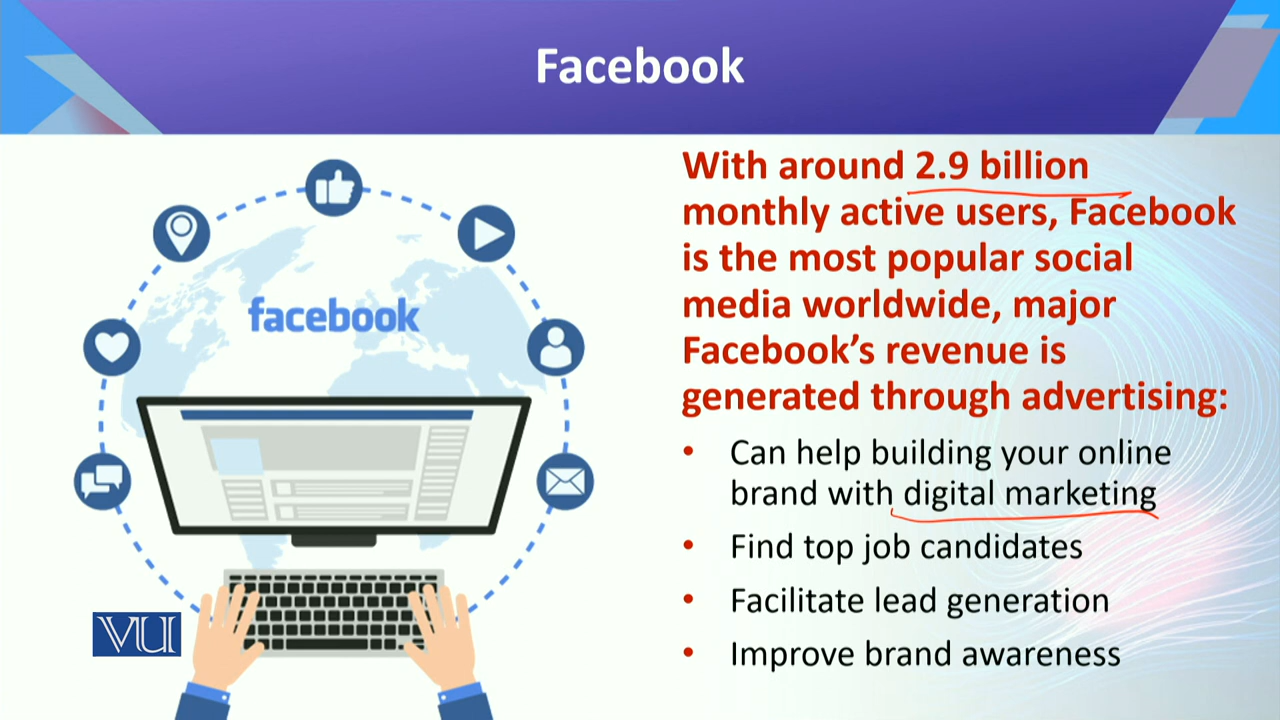 Facebook
facebook
VU
With around 2.9 billion
monthly active users, Facebook
is the most popular social
media worldwide, major
Facebook’s revenue is
generated through advertising:
• Can help building your online
brand with digital marketing
• Find top job candidates
• Facilitate lead generation
• Improve brand awareness